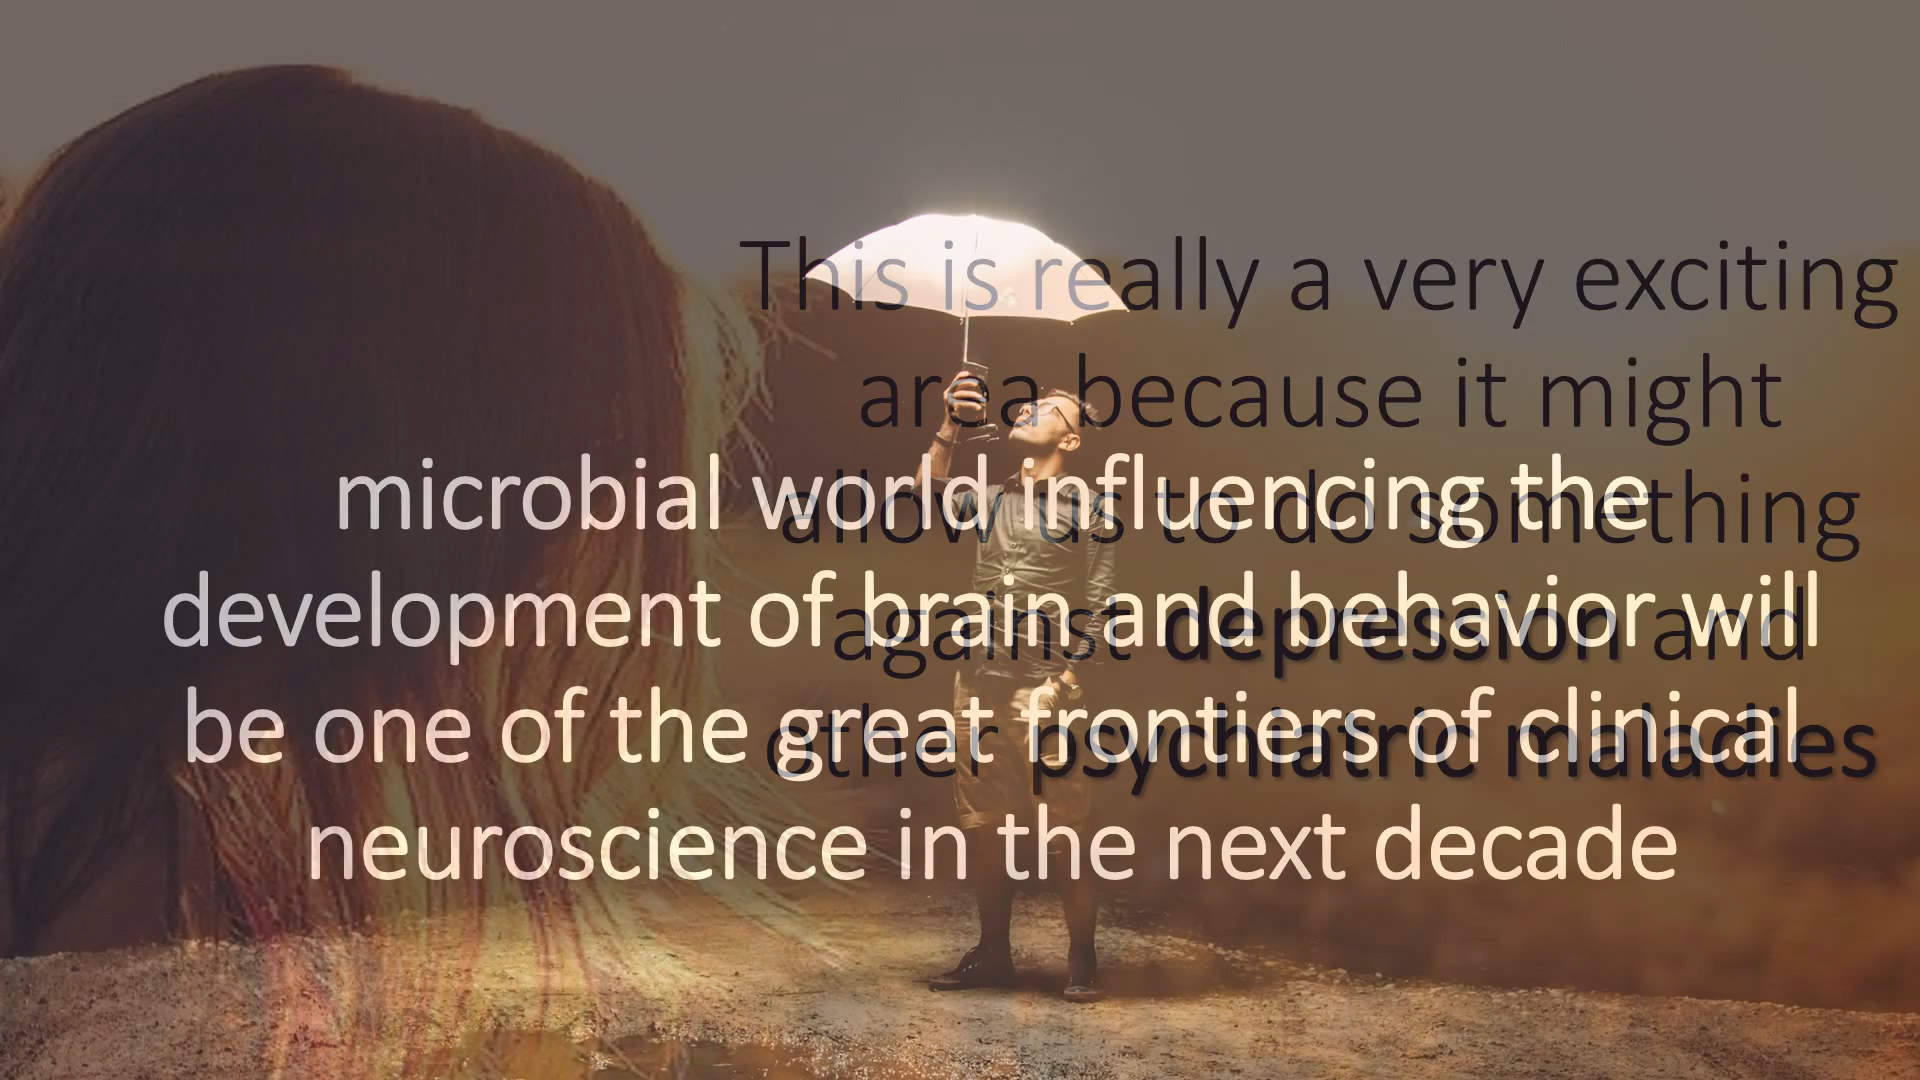 This is really a very exciting
area because it might
allow us to do something
against depression and
other psychiatric maladies
microbial world influencing the
development of brain and behavior will
be one of the great frontiers of clinical
neuroscience in the next decade